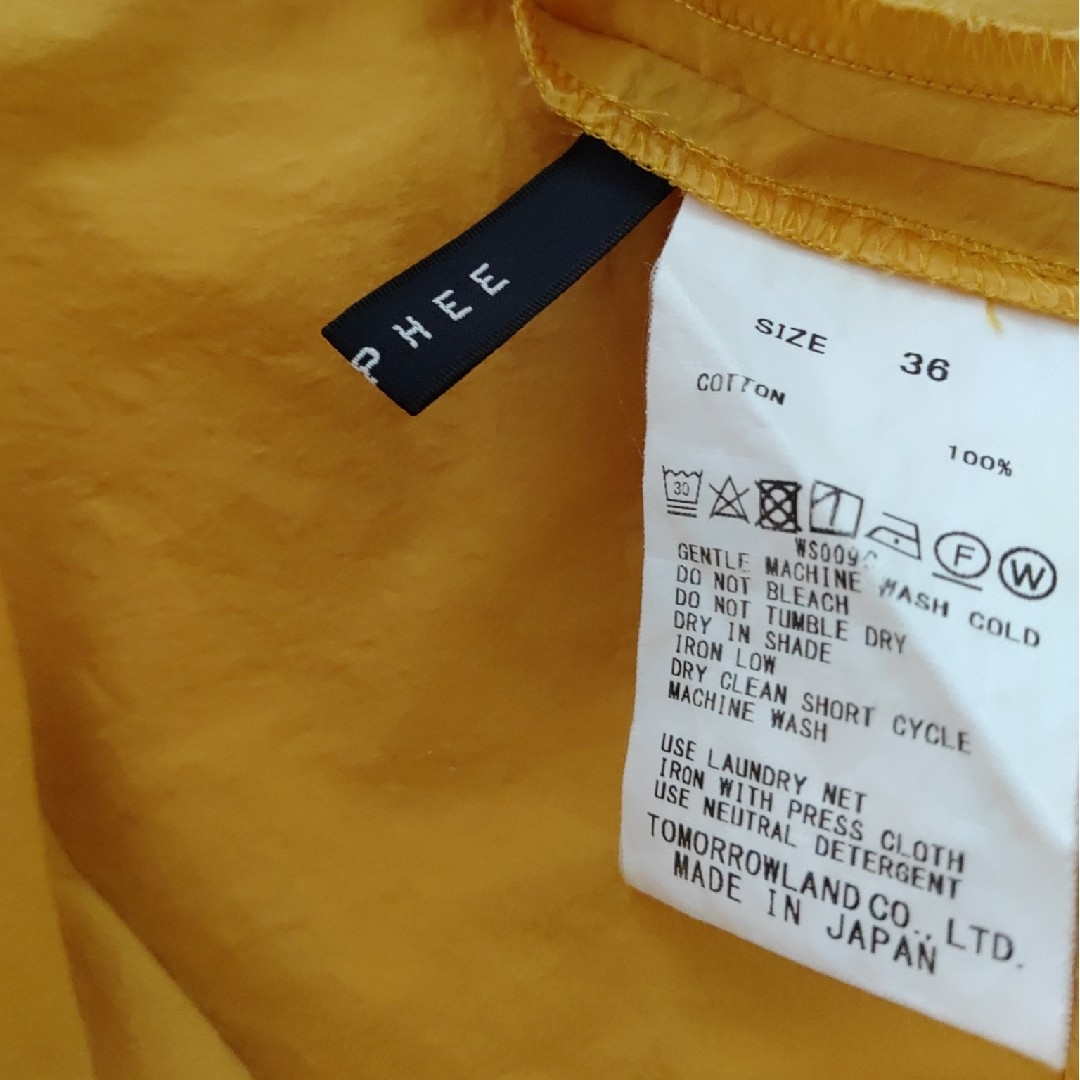 PHEE
SIZE 36
COTTON
100%
30
F W
GENTLE MACHINE WASH COLD
DO NOT BLEACH
DO NOT TUMBLE DRY
DRY IN SHADE
IRON LOW
DRY CLEAN SHORT CYCLE
MACHINE WASH
USE LAUNDRY NET
IRON WITH PRESS CLOTH
USE NEUTRAL DETERGENT
TOMORROWLAND CO., LTD.
MADE IN JAPAN